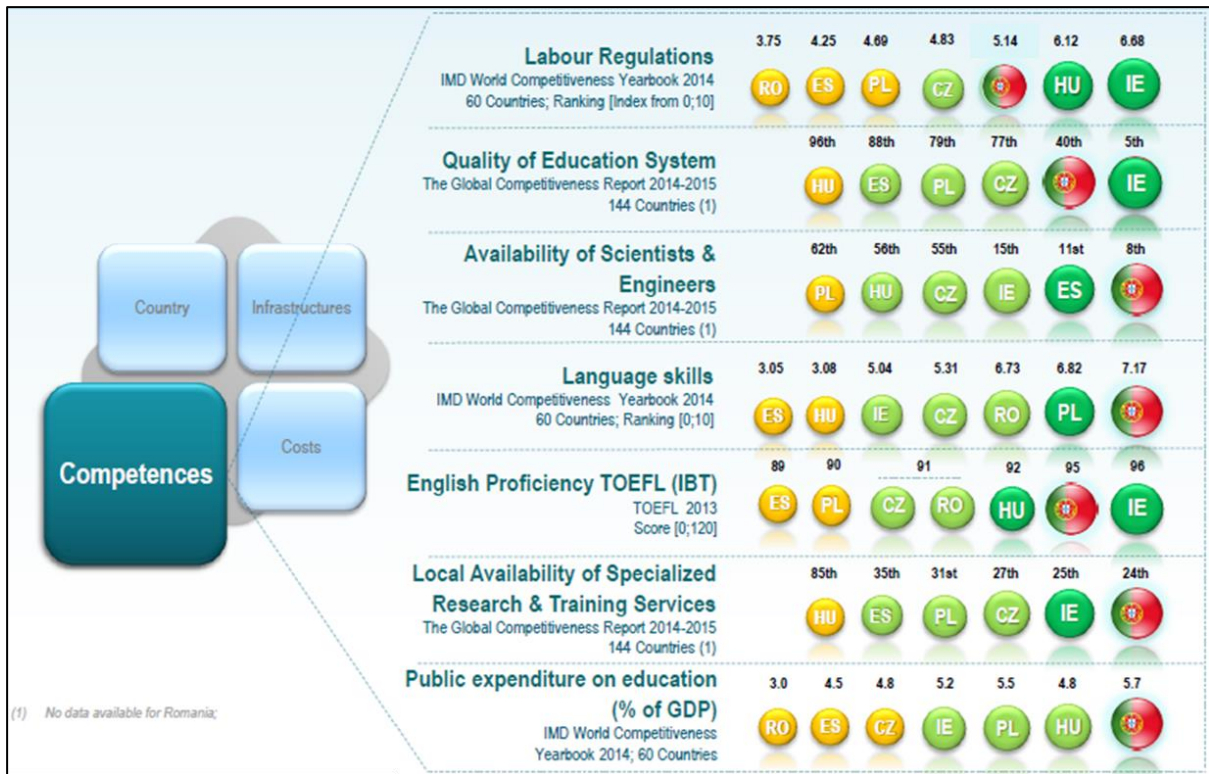 Country
Infrastructures
Competences
Costs
(1) No data available for Romania;
Labour Regulations
IMD World Competitiveness Yearbook 2014
60 Countries; Ranking [Index from 0;10]
3.75 4.25 4.69 4.83 5.14 6.12 6.68
RO ES PL CZ HU IE
Quality of Education System
The Global Competitiveness Report 2014-2015
144 Countries (1)
96th 88th 79th 77th 40th 5th
HU ES PL CZ IE
Availability of Scientists &
Engineers
The Global Competitiveness Report 2014-2015
144 Countries (1)
62th 56th 55th 15th 11st 8th
PL HU CZ IE ES
Language skills
IMD World Competitiveness Yearbook 2014
60 Countries; Ranking [0;10]
3.05 3.08 5.04 5.31 6.73 6.82 7.17
ES HU IE CZ RO PL
English Proficiency TOEFL (IBT)
TOEFL 2013
Score [0;120]
89 90 91 92 95 96
ES PL CZ RO HU IE
Local Availability of Specialized
Research & Training Services
The Global Competitiveness Report 2014-2015
144 Countries (1)
85th 35th 31st 27th 25th 24th
HU ES PL CZ IE
Public expenditure on education
(% of GDP)
IMD World Competitiveness
Yearbook 2014; 60 Countries
3.0 4.5 4.8 5.2 5.5 4.8 5.7
RO ES CZ IE PL HU